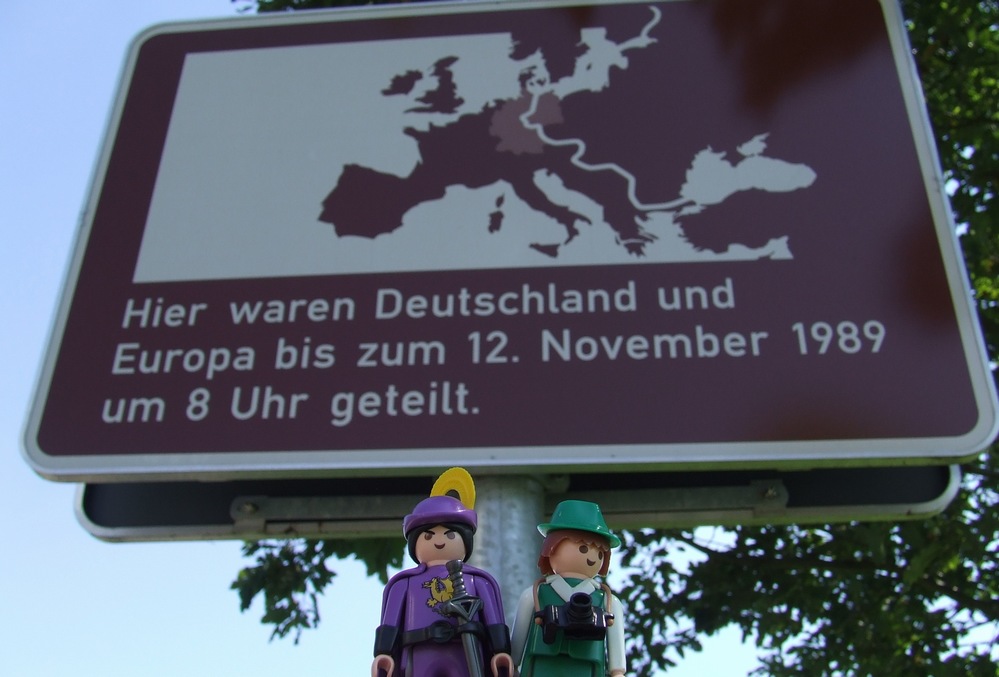 Hier waren Deutschland und
Europa bis zum 12. November 1989
um 8 Uhr geteilt.